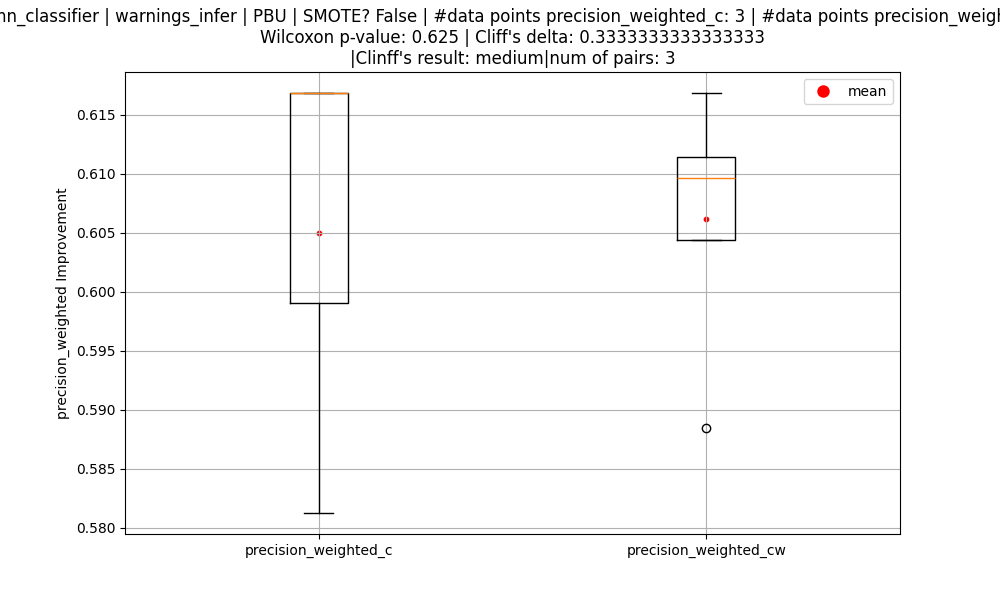 nn_classifier | warnings_infer | PBU | SMOTE? False | #data points precision_weighted_c: 3 | #data points
Wilcoxon p-value: 0.625 | Cliff's delta: 0.3333333333333333
|Clinff's result: medium|num of pairs: 3
mean
0.615
0.610
0.605
0.600
0.595
0.590
0.585
0.580
precision_weighted Improvement
precision_weighted_c
precision_weighted_cw